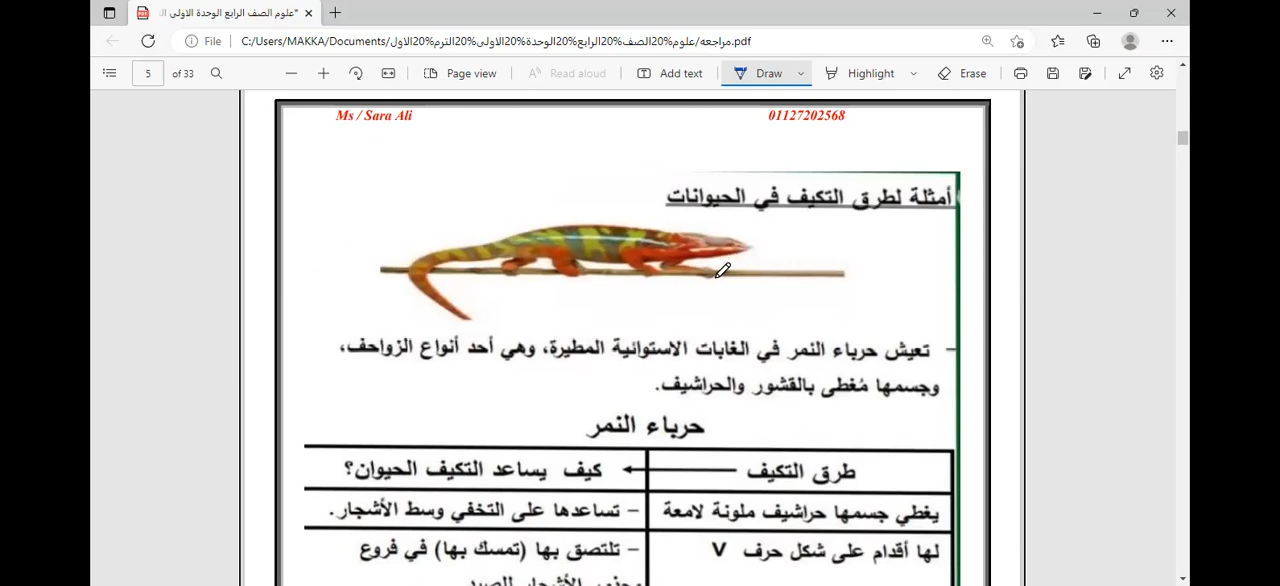 علوم الصف الرابع الوحدة الاولى ال*
File
C:/Users/MAKKA/Documents/مراجعه/علوم%20الصف%20الرابع%20الوحدة%20الاولى%20الترم%20الاول.pdf
5 of 33
Page view
Read aloud
Add text
Draw
Highlight
Erase
Ms / Sara Ali
01127202568
أمثلة لطرق التكيف في الحيوانات
- تعيش حرباء النمر في الغابات الاستوائية المطيرة، وهي أحد أنواع الزواحف،
وجسمها مُغطى بالقشور والحراشيف.
حرباء النمر
طرق التكيف
كيف يساعد التكيف الحيوان؟
يغطي جسمها حراشيف ملونة لامعة
- تساعدها على التخفي وسط الأشجار.
لها أقدام على شكل حرف V
- تلتصق بها (تمسك بها) في فروع
وجذور الأشجار للصيد